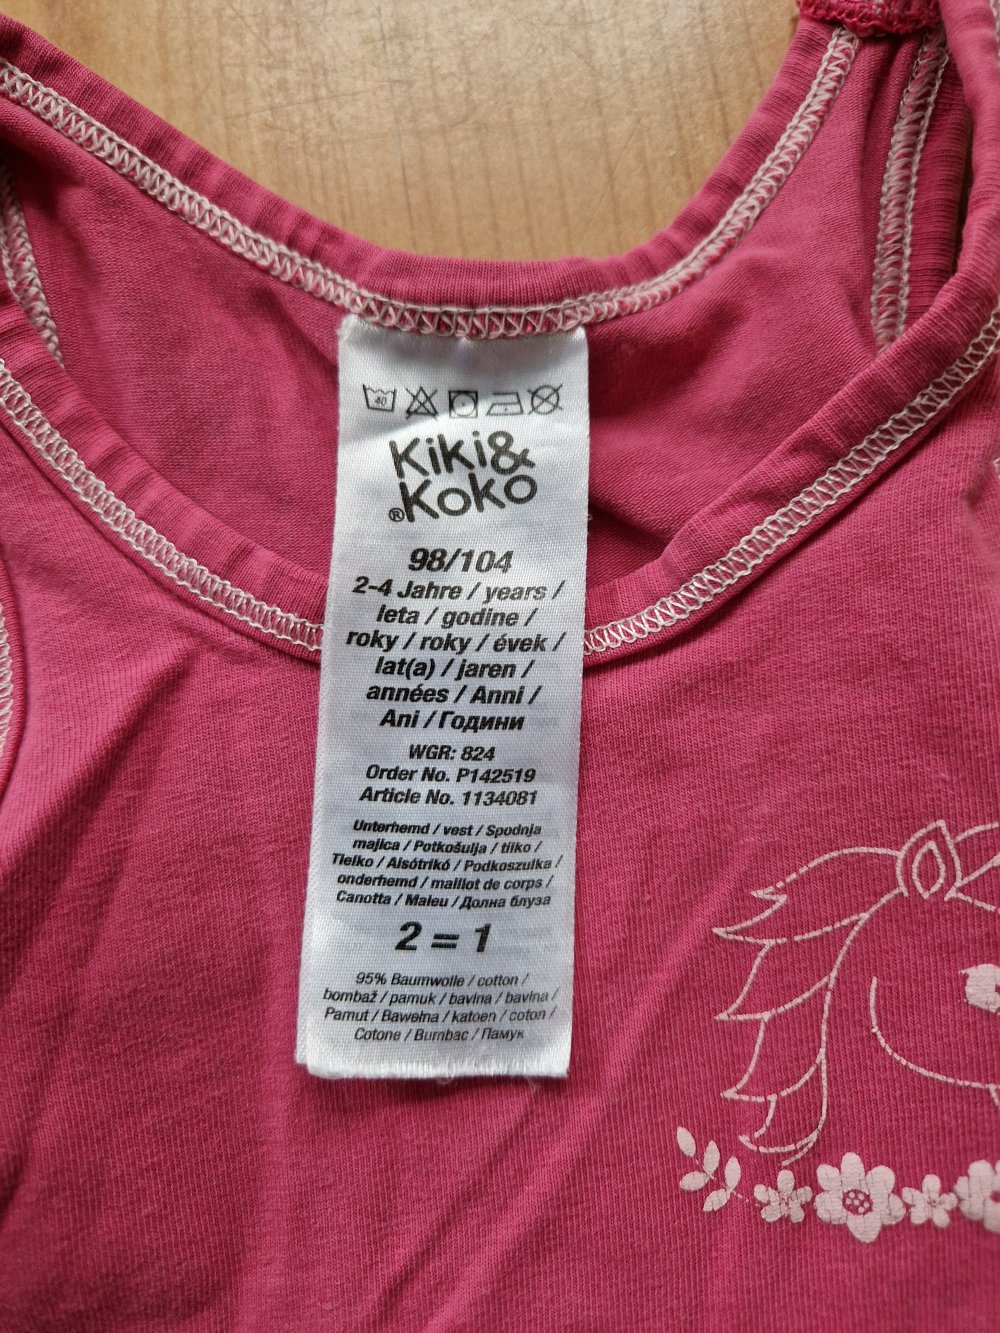 40
Kiki&
®Koko
98/104
2-4 Jahre / years /
leta / godine /
roky / roky / évek /
lat(a) / jaren /
années / Anni /
Ani / Години
WGR: 824
Order No. P142519
Article No. 1134081
Unterhemd / vest / Spodnja
majica / Potkošulja / tílko /
Tielko / Alsótrikó / Podkoszulka /
onderhemd / maillot de corps /
Canotta / Maieu / Долна блуза
2 = 1
95% Baumwolle / cotton /
bombaž / pamuk / bavlna / bavlna /
Pamut / Bawełna / katoen / coton /
Cotone / Bumbac / Памук